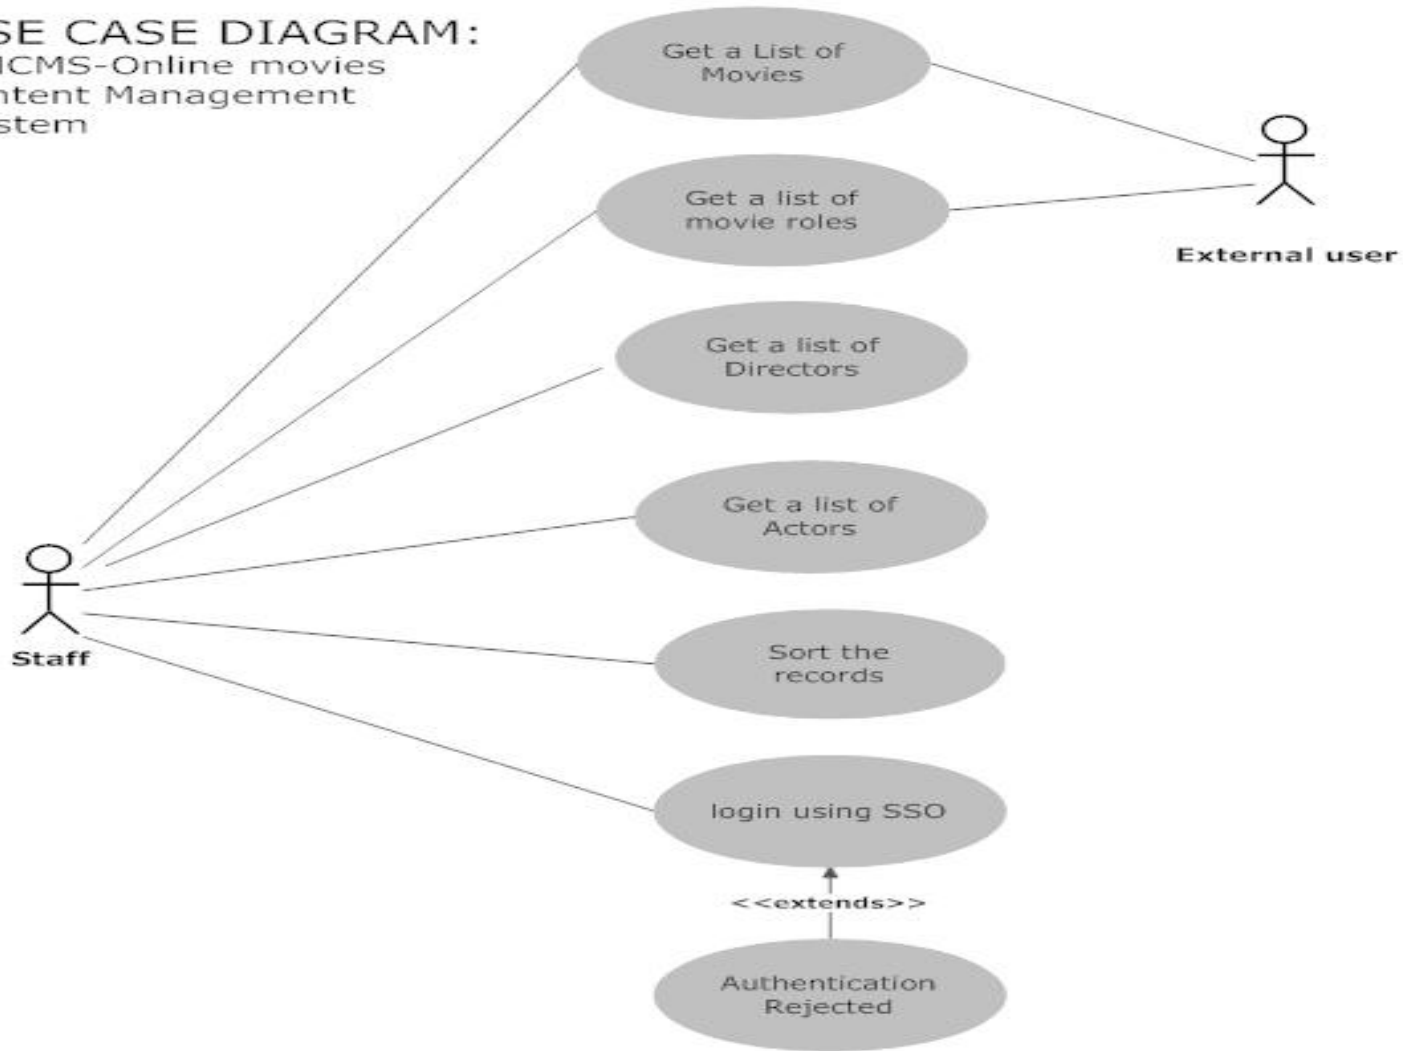 SE CASE DIAGRAM:
MCMS-Online movies
ntent Management
stem
Get a List of
Movies
Get a list of
movie roles
External user
Get a list of
Directors
Get a list of
Actors
Staff
Sort the
records
login using SSO
<<extends>>
Authentication
Rejected